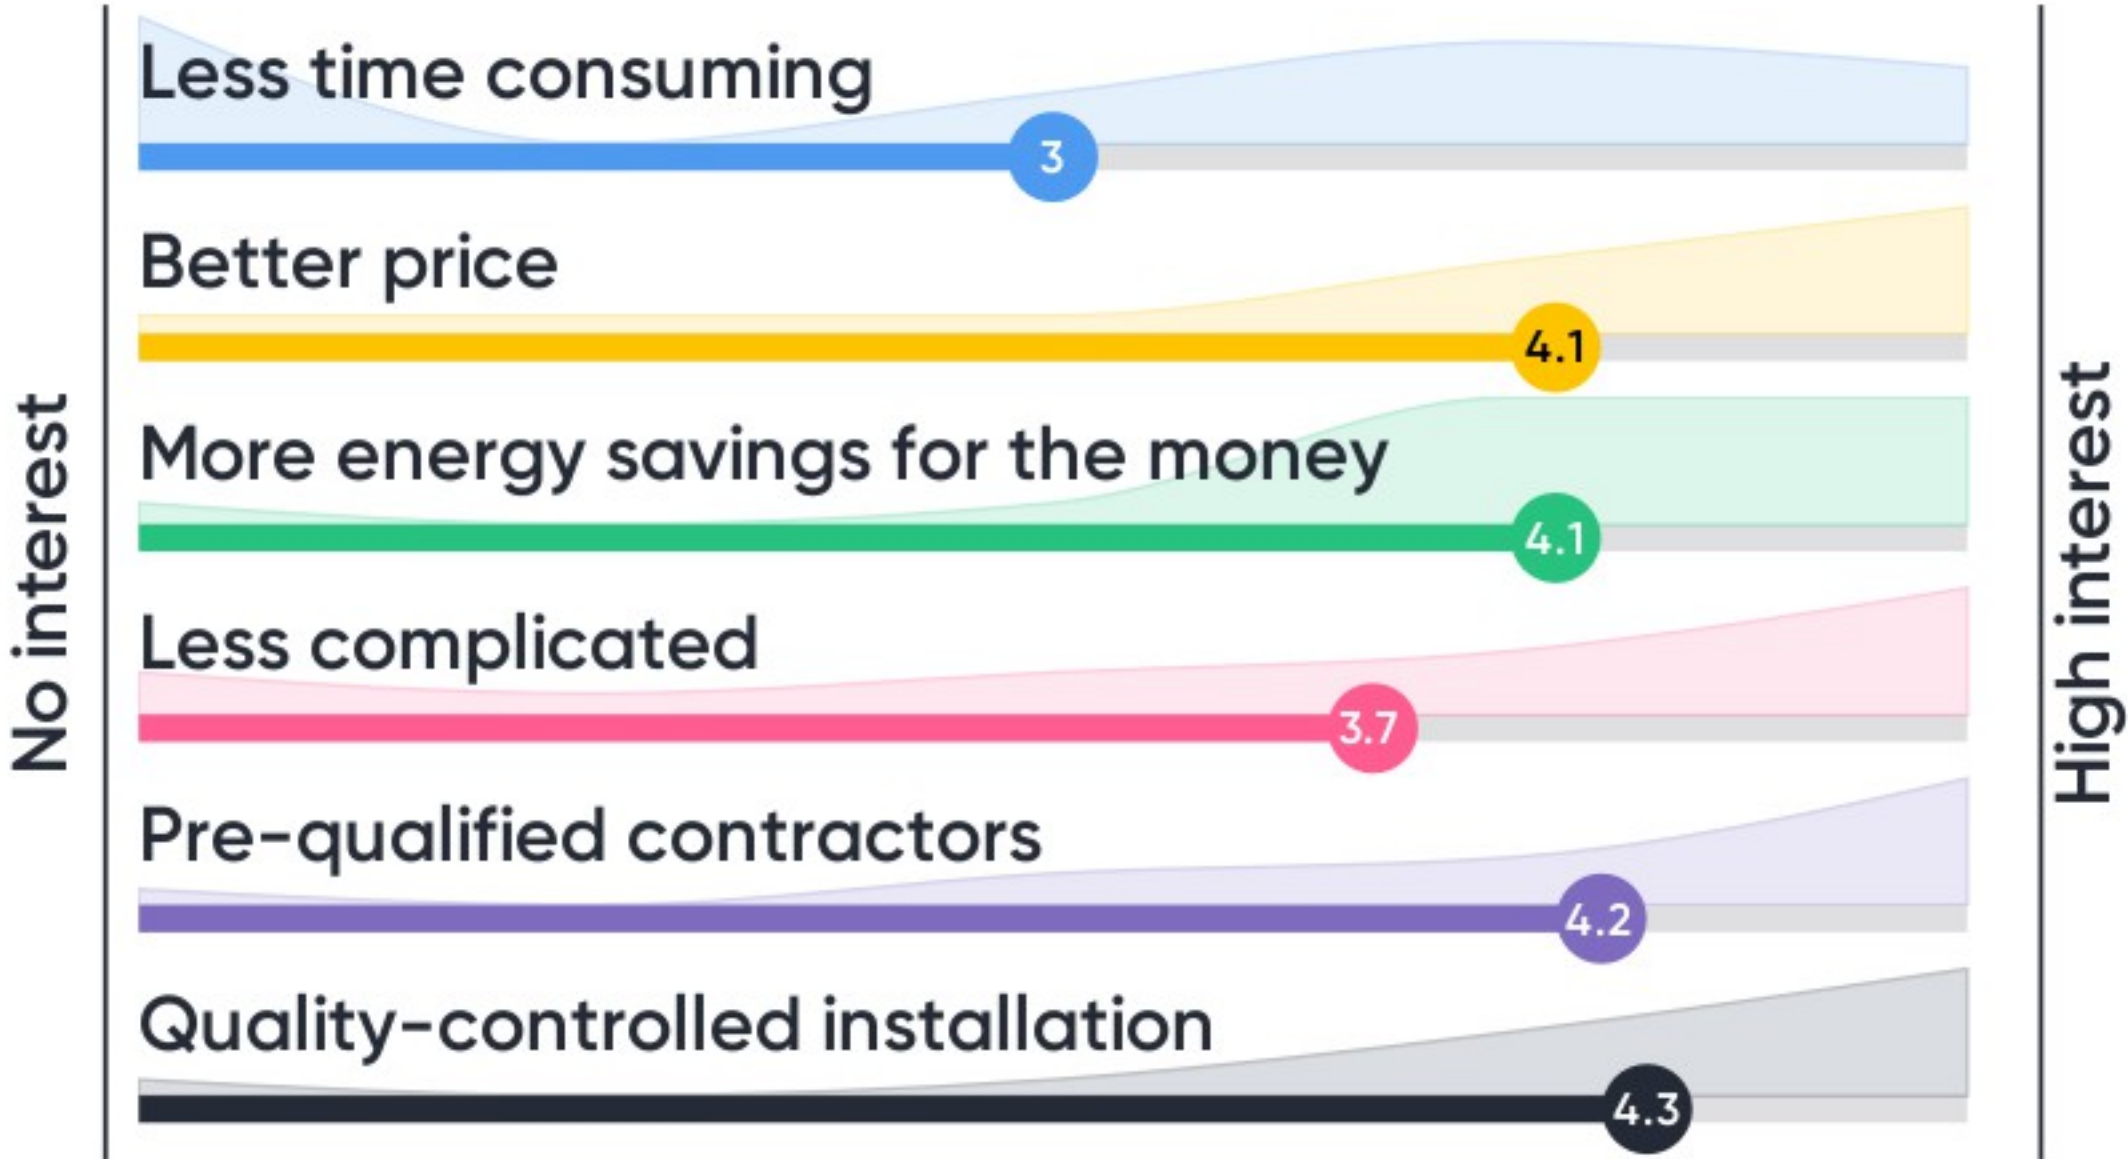 Less time consuming
3
Better price
4.1
More energy savings for the money
4.1
Less complicated
3.7
Pre-qualified contractors
4.2
Quality-controlled installation
4.3
No interest
High interest